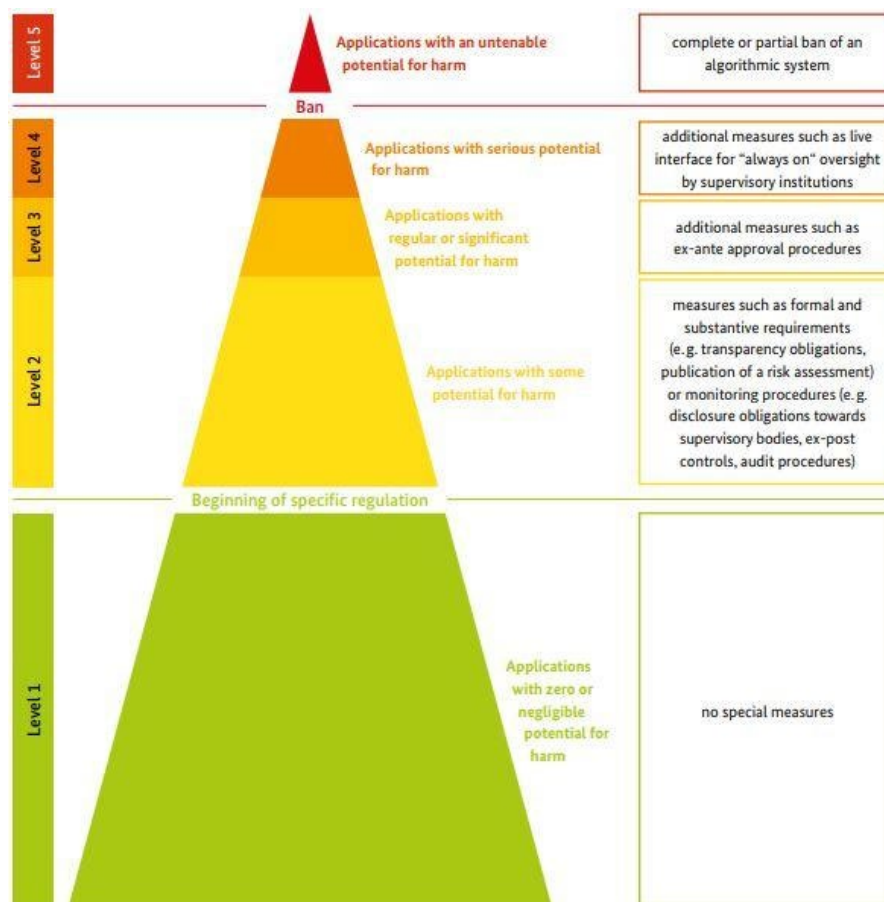 Level 5
Applications with an untenable
potential for harm
complete or partial ban of an
algorithmic system
Ban
Level 4
Applications with serious potential
for harm
additional measures such as live
interface for “always on“ oversight
by supervisory institutions
Level 3
Applications with
regular or significant
potential for harm
additional measures such as
ex-ante approval procedures
Level 2
Applications with some
potential for harm
measures such as formal and
substantive requirements
(e. g. transparency obligations,
publication of a risk assessment)
or monitoring procedures (e. g.
disclosure obligations towards
supervisory bodies, ex-post
controls, audit procedures)
Beginning of specific regulation
Level 1
Applications
with zero or
negligible
potential for
harm
no special measures